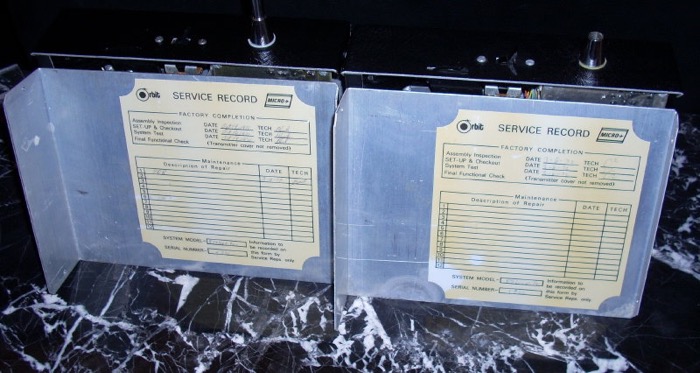 Orbit SERVICE RECORD MICRO+
FACTORY COMPLETION
Assembly Inspection DATE TECH
SET-UP & Checkout DATE TECH
System Test DATE TECH
Final Functional Check (Transmitter cover not removed)
Maintenance
Description of Repair DATE TECH
SYSTEM MODEL- Information to
be recorded on
SERIAL NUMBER- this form by
Service Reps only
Orbit SERVICE RECORD MICRO+
FACTORY COMPLETION
Assembly Inspection DATE TECH
SET-UP & Checkout DATE TECH
System Test DATE TECH
Final Functional Check (Transmitter cover not removed)
Maintenance
Description of Repair DATE TECH
SYSTEM MODEL- Information to
be recorded on
SERIAL NUMBER- this form by
Service Reps only